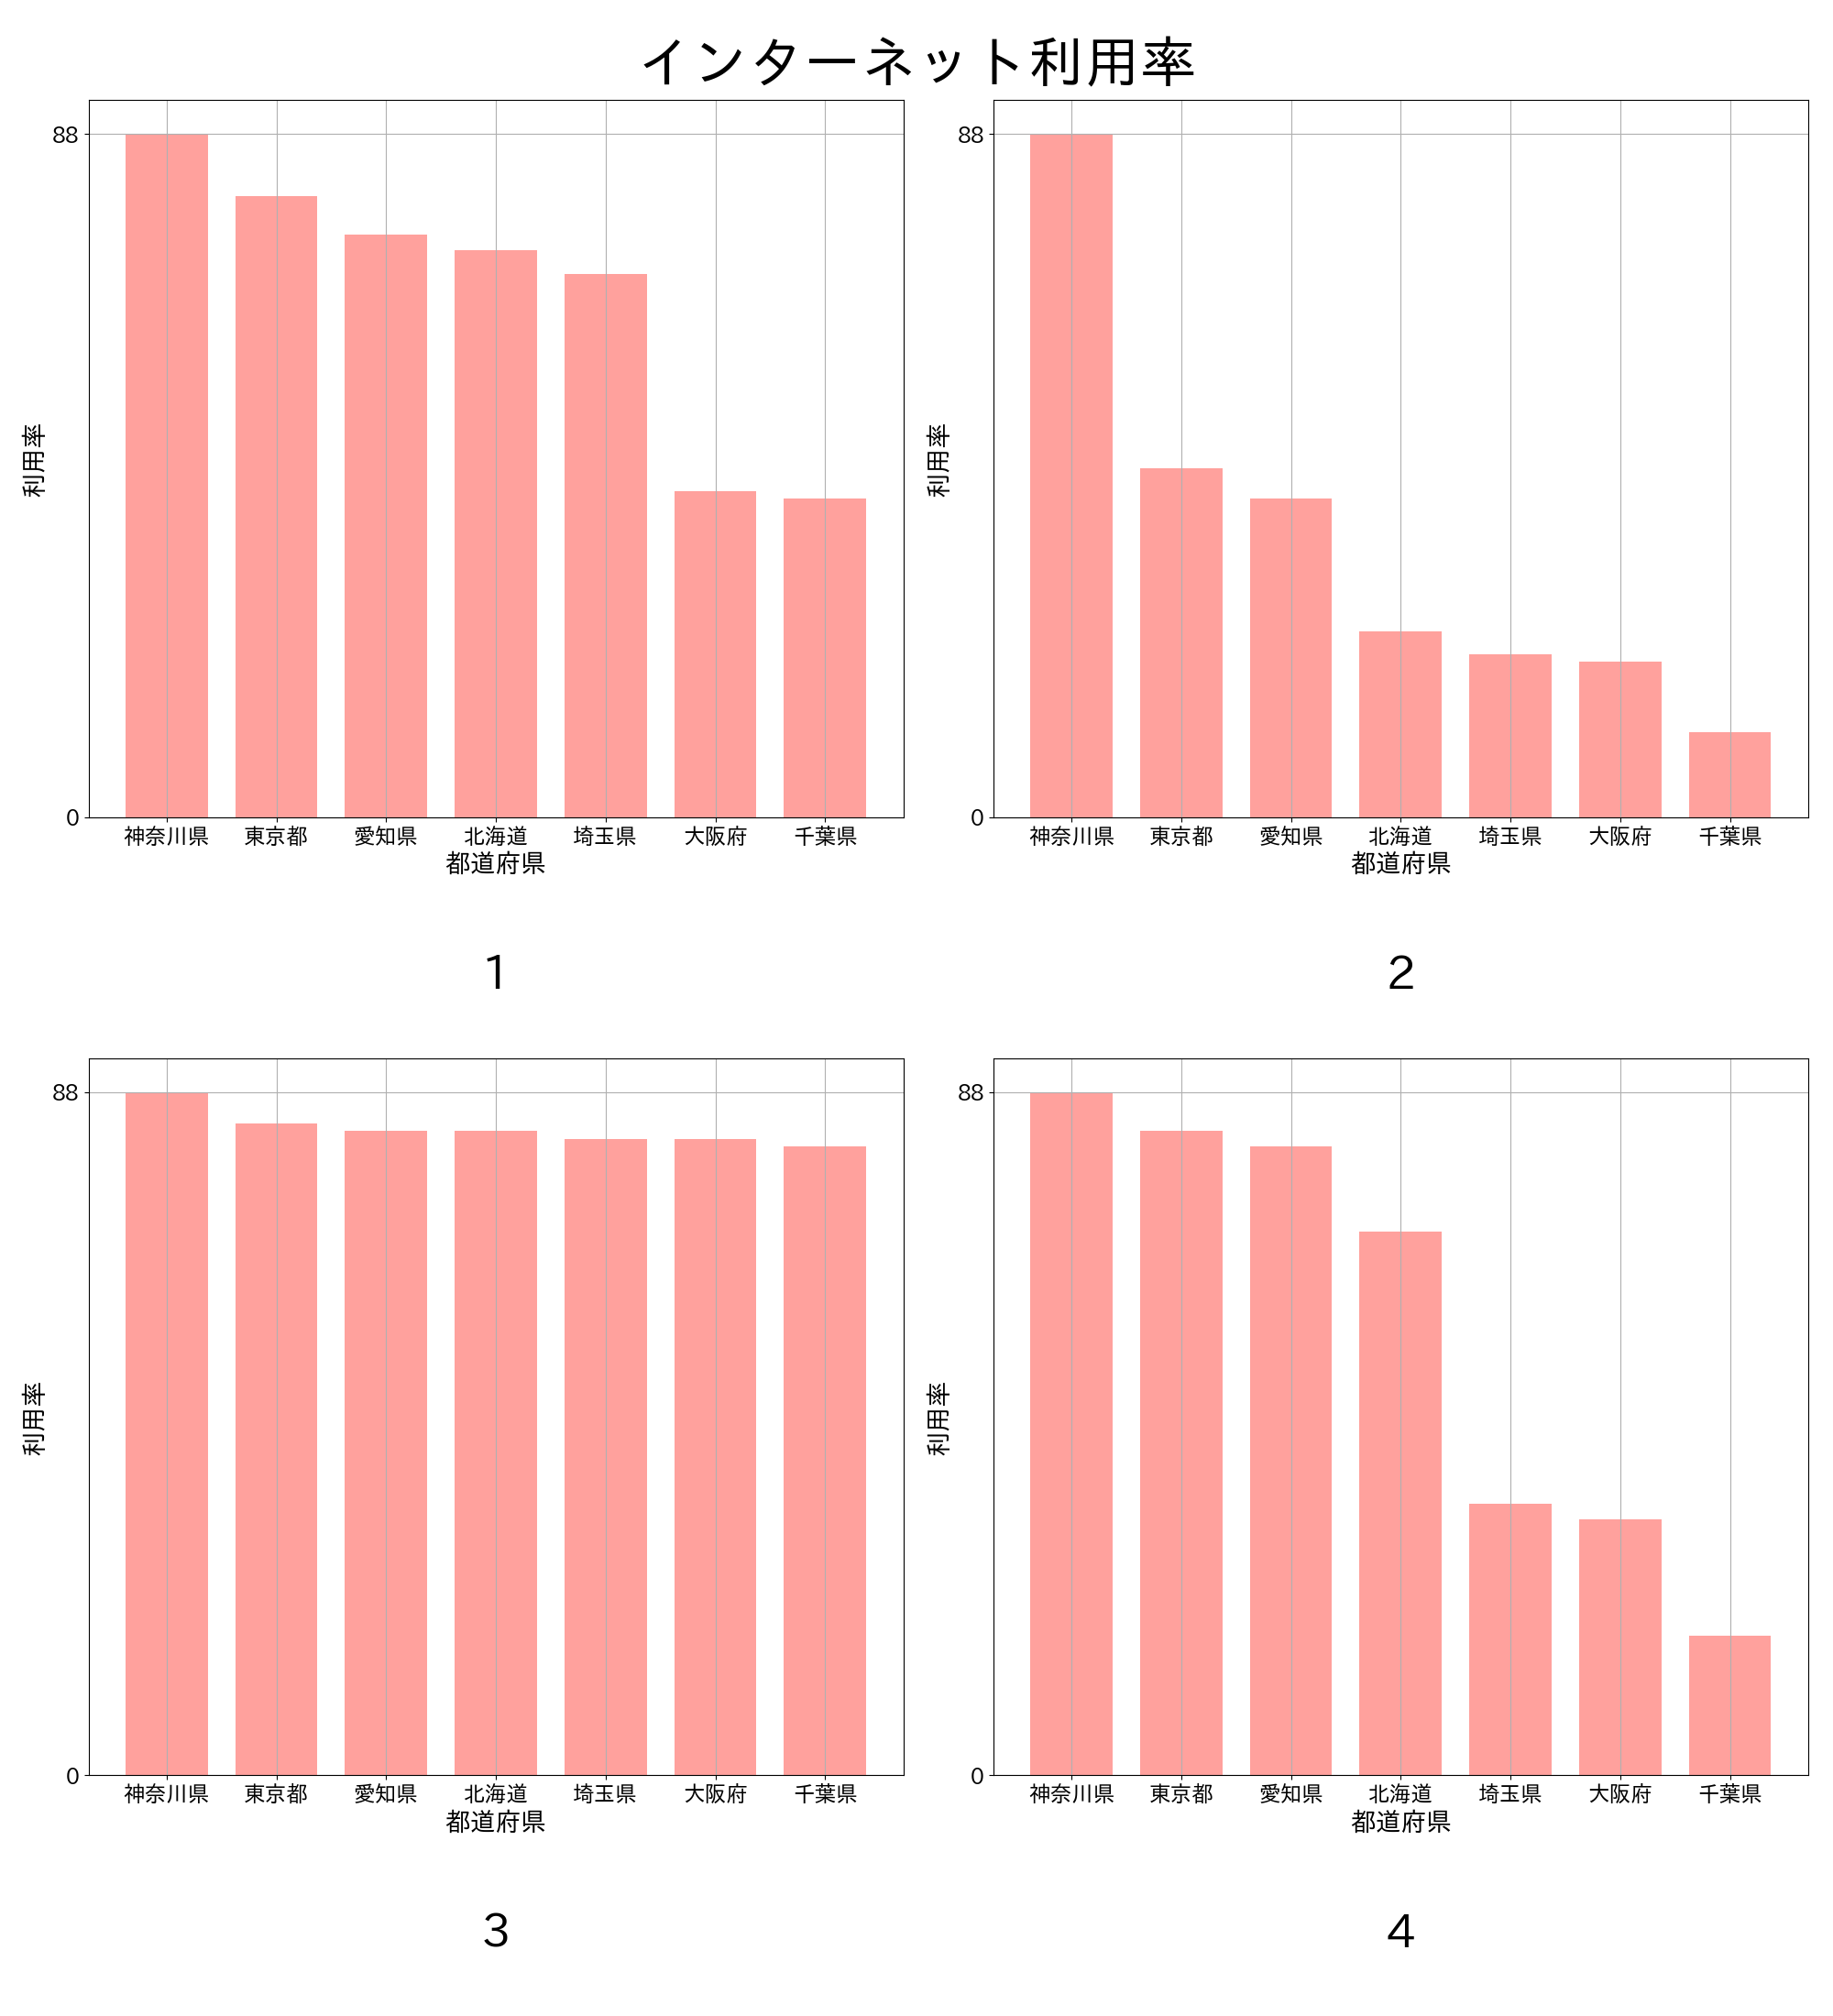 インターネット利用率
88
0
利用率
神奈川県 東京都 愛知県 北海道 埼玉県 大阪府 千葉県
都道府県
1
88
0
利用率
神奈川県 東京都 愛知県 北海道 埼玉県 大阪府 千葉県
都道府県
2
88
0
利用率
神奈川県 東京都 愛知県 北海道 埼玉県 大阪府 千葉県
都道府県
3
88
0
利用率
神奈川県 東京都 愛知県 北海道 埼玉県 大阪府 千葉県
都道府県
4